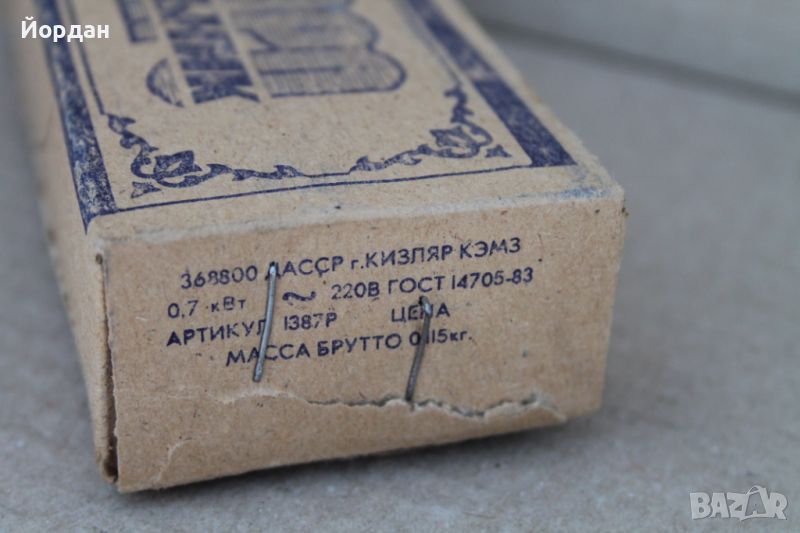 Йордан
368800 ДАССР г. КИЗЛЯР КЭМЗ
0,7 кВт ~ 220В ГОСТ 14705-83
АРТИКУЛ 1387Р ЦЕНА
МАССА БРУТТО 0,115кг.
BAZAR